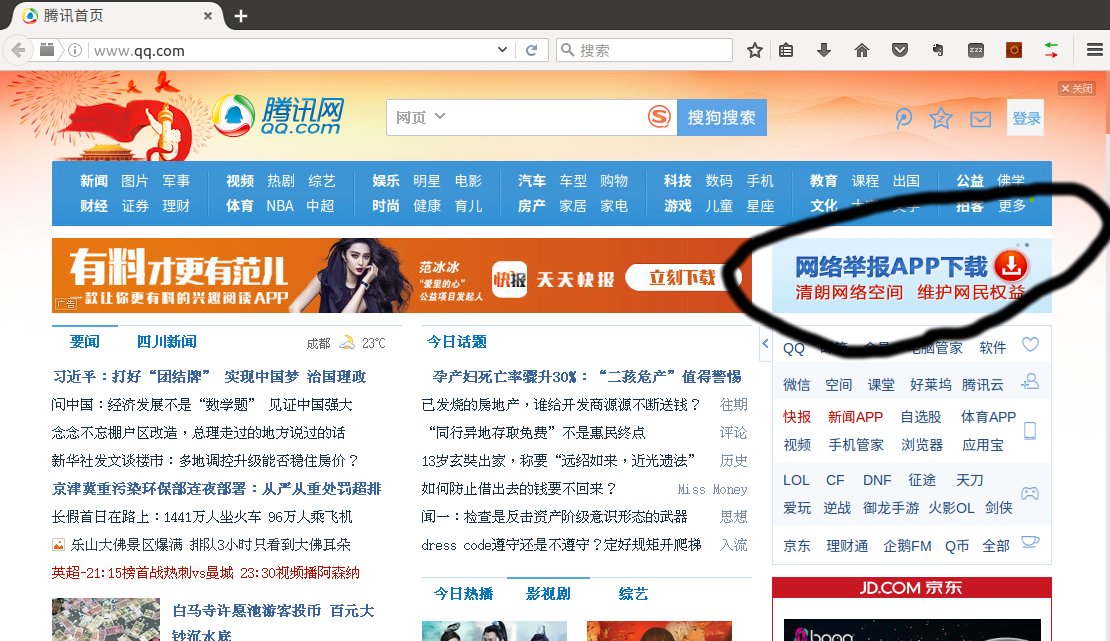 腾讯首页
www.qq.com
搜索
关闭
腾讯网
QQ.com
网页
搜狗搜索
登录
新闻 图片 军事 视频 热剧 综艺 娱乐 明星 电影 汽车 车型 购物 科技 数码 手机 教育 课程 出国 公益 佛学
财经 证券 理财 体育 NBA 中超 时尚 健康 育儿 房产 家居 家电 游戏 儿童 星座 文化 文学 拍客 更多
有料才更有范儿
一款让你更有料的兴趣阅读APP
广告
范冰冰
“爱里的心”
公益项目发起人
快报
天天快报
立刻下载
网络举报APP下载
清朗网络空间 维护网民权益
要闻 四川新闻 成都 23℃
习近平：打好“团结牌” 实现中国梦 治国理政
问中国：经济发展不是“数学题” 见证中国强大
念念不忘棚户区改造，总理走过的地方说过的话
新华社发文谈楼市：多地调控升级能否稳住房价？
京津冀重污染环保部连夜部署：从严从重处罚超排
长假首日在路上：1441万人坐火车 96万人乘飞机
乐山大佛景区爆满 排队3小时只看到大佛耳朵
英超-21:15榜首战热刺vs曼城 23:30视频播阿森纳
白马寺许愿池游客投币 百元大
钞沉水底
今日话题
孕产妇死亡率骤升30%：“二孩危产”值得警惕
已发烧的房地产，谁给开发商源源不断送钱？ 往期
“同行异地存取免费”不是惠民终点 评论
13岁玄奘出家，称要“远绍如来，近光遗法” 历史
如何防止借出去的钱要不回来？ Miss Money
闻一：检查是反击资产阶级意识形态的武器 思想
dress code遵守还是不遵守？定好规矩开爬梯 入流
今日热播 影视剧 综艺
QQ 电脑管家 软件
微信 空间 课堂 好莱坞 腾讯云
快报 新闻APP 自选股 体育APP
视频 手机管家 浏览器 应用宝
LOL CF DNF 征途 天刀
爱玩 逆战 御龙手游 火影OL 剑侠
京东 理财通 企鹅FM Q币 全部
JD.COM 京东